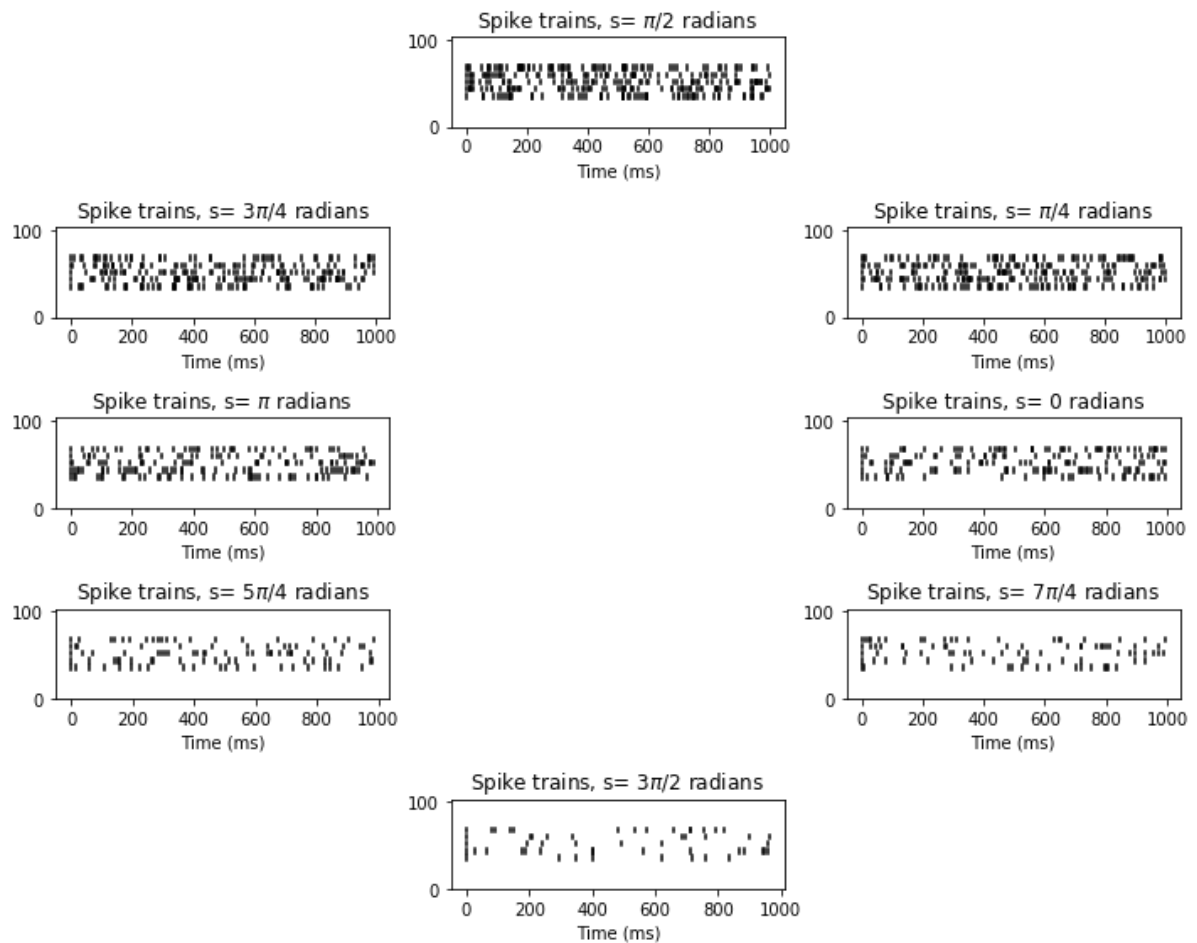 Spike trains, s= π/2 radians
100
0
0 200 400 600 800 1000
Time (ms)
Spike trains, s= 3π/4 radians
100
0
0 200 400 600 800 1000
Time (ms)
Spike trains, s= π/4 radians
100
0
0 200 400 600 800 1000
Time (ms)
Spike trains, s= π radians
100
0
0 200 400 600 800 1000
Time (ms)
Spike trains, s= 0 radians
100
0
0 200 400 600 800 1000
Time (ms)
Spike trains, s= 5π/4 radians
100
0
0 200 400 600 800 1000
Time (ms)
Spike trains, s= 7π/4 radians
100
0
0 200 400 600 800 1000
Time (ms)
Spike trains, s= 3π/2 radians
100
0
0 200 400 600 800 1000
Time (ms)